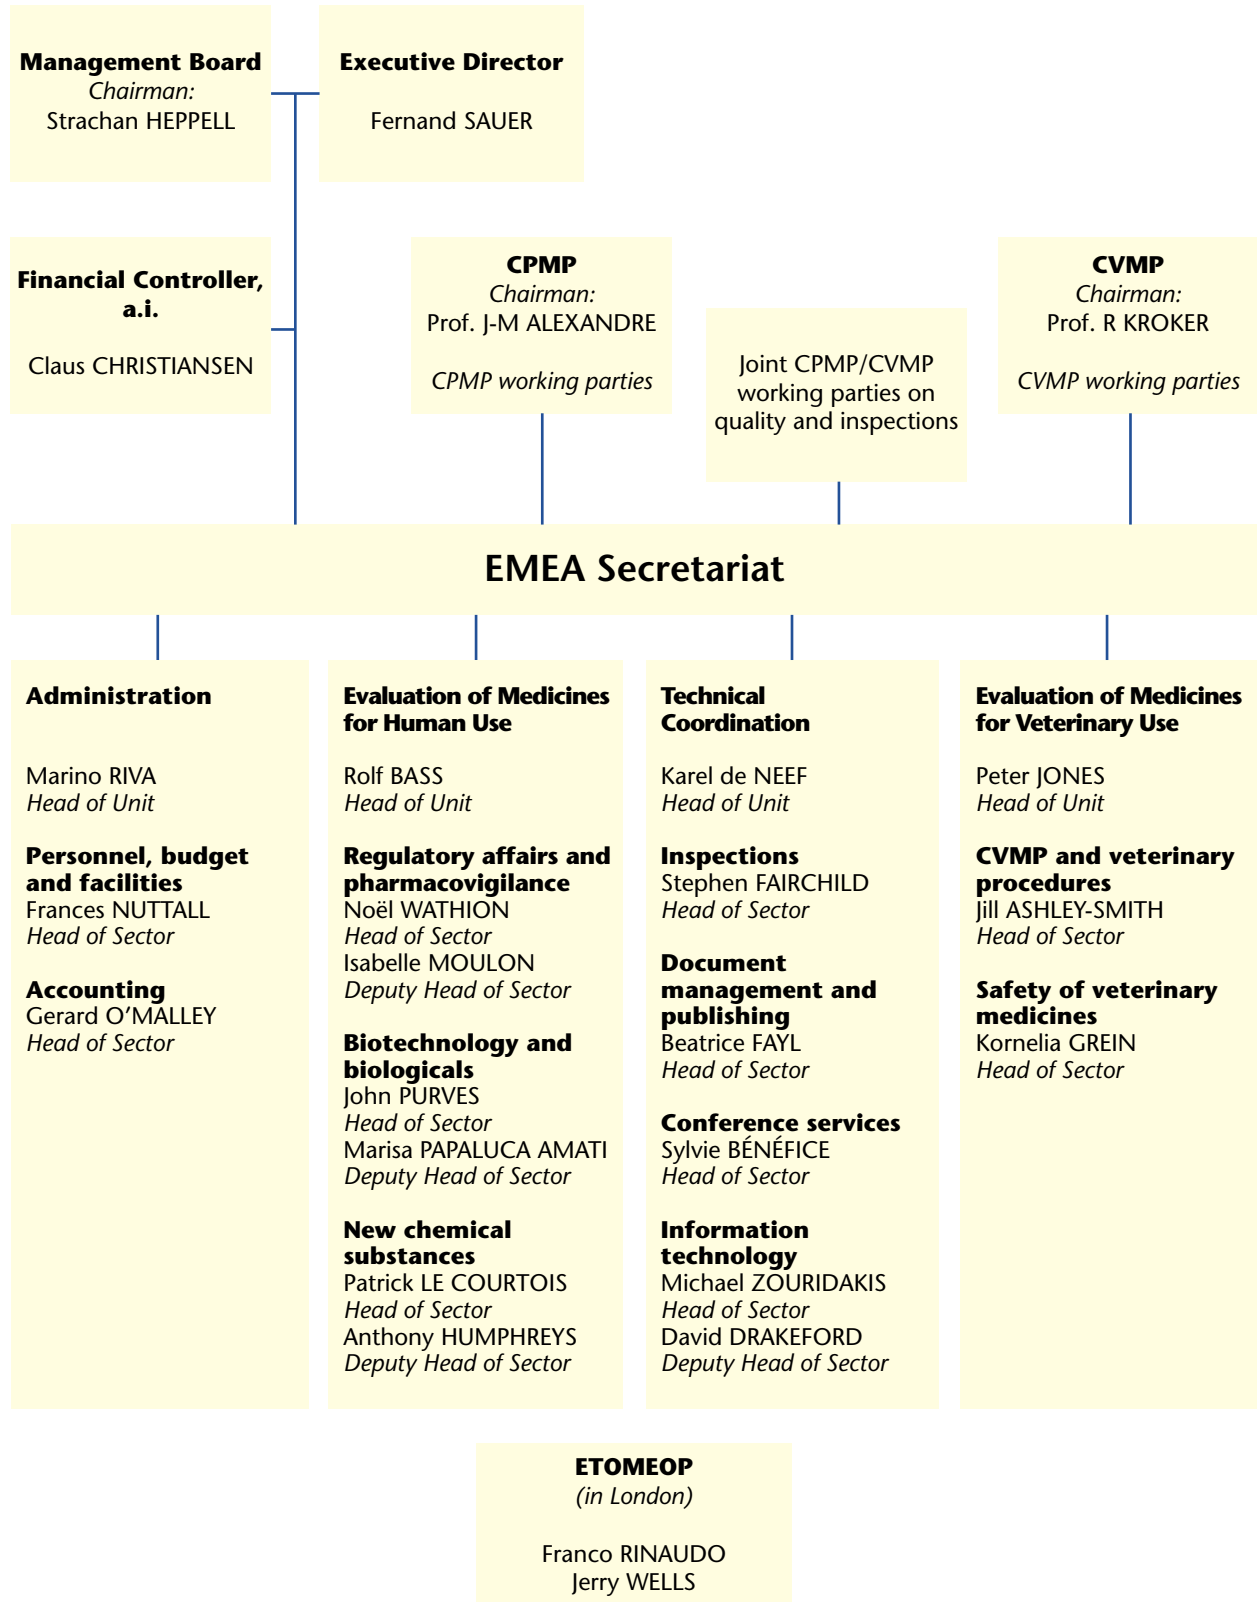 Management Board
Chairman:
Strachan HEPPELL
Executive Director
Fernand SAUER
Financial Controller,
a.i.
Claus CHRISTIANSEN
CPMP
Chairman:
Prof. J-M ALEXANDRE
CPMP working parties
Joint CPMP/CVMP
working parties on
quality and inspections
CVMP
Chairman:
Prof. R KROKER
CVMP working parties
EMEA Secretariat
Administration
Marino RIVA
Head of Unit
Personnel, budget
and facilities
Frances NUTTALL
Head of Sector
Accounting
Gerard O’MALLEY
Head of Sector
Evaluation of Medicines
for Human Use
Rolf BASS
Head of Unit
Regulatory affairs and
pharmacovigilance
Noël WATHION
Head of Sector
Isabelle MOULON
Deputy Head of Sector
Biotechnology and
biologicals
John PURVES
Head of Sector
Marisa PAPALUCA AMATI
Deputy Head of Sector
New chemical
substances
Patrick LE COURTOIS
Head of Sector
Anthony HUMPHREYS
Deputy Head of Sector
Technical
Coordination
Karel de NEEF
Head of Unit
Inspections
Stephen FAIRCHILD
Head of Sector
Document
management and
publishing
Beatrice FAYL
Head of Sector
Conference services
Sylvie BÉNÉFICE
Head of Sector
Information
technology
Michael ZOURIDAKIS
Head of Sector
David DRAKEFORD
Deputy Head of Sector
Evaluation of Medicines
for Veterinary Use
Peter JONES
Head of Unit
CVMP and veterinary
procedures
Jill ASHLEY-SMITH
Head of Sector
Safety of veterinary
medicines
Kornelia GREIN
Head of Sector
ETOMEOP
(in London)
Franco RINAUDO
Jerry WELLS